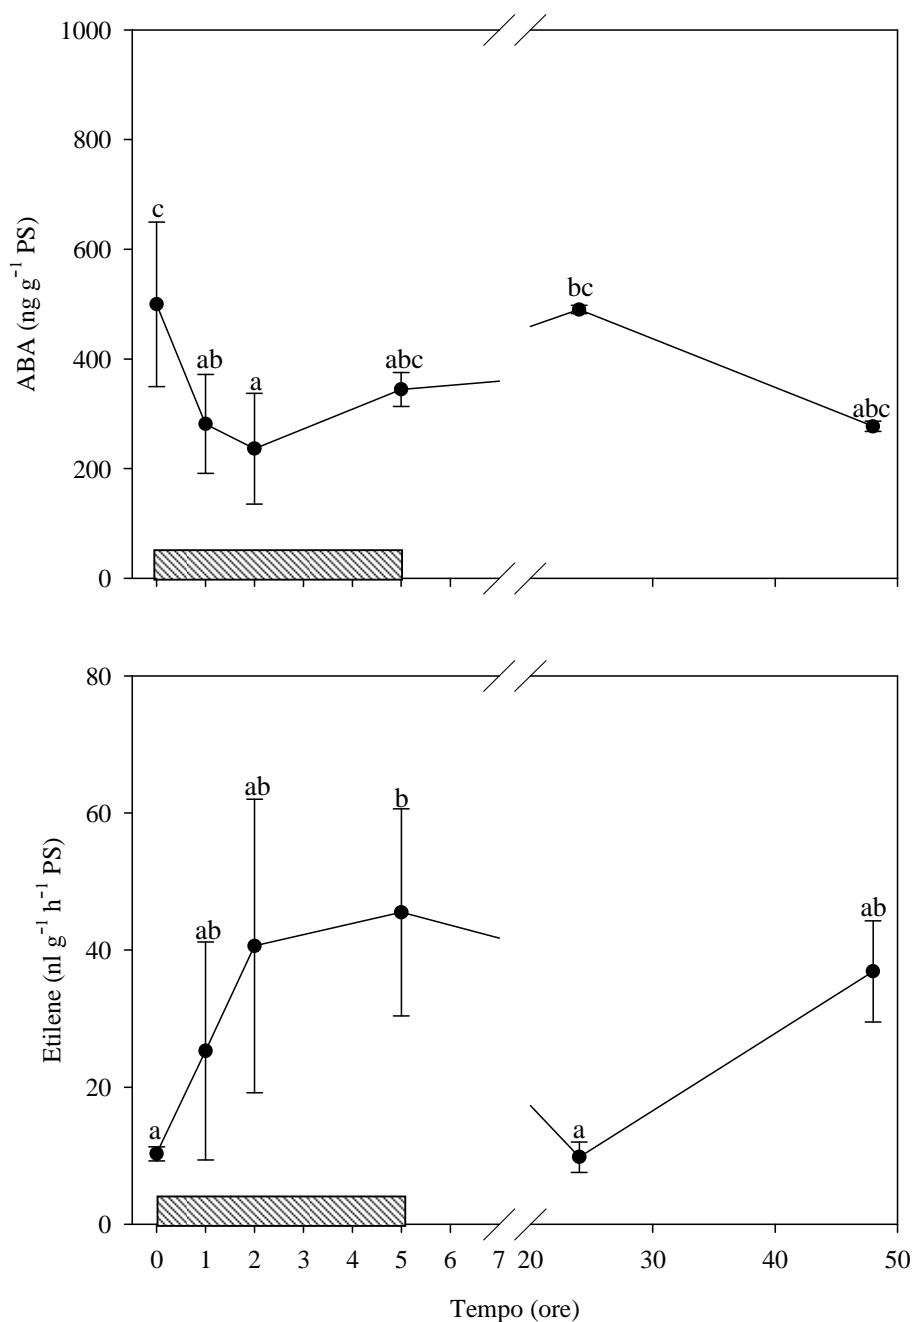 1000
800
600
400
200
0
ABA (ng g⁻¹ PS)
c
ab
a
abc
bc
abc
80
60
40
20
0
Etilene (nl g⁻¹ h⁻¹ PS)
a
ab
ab
b
a
ab
0 1 2 3 4 5 6 7 20 30 40 50
Tempo (ore)